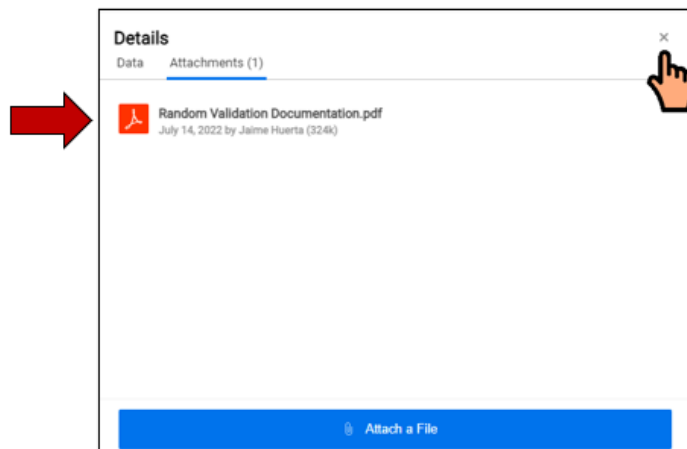 Details
Data Attachments (1)
Random Validation Documentation.pdf
July 14, 2022 by Jaime Huerta (324k)
Attach a File